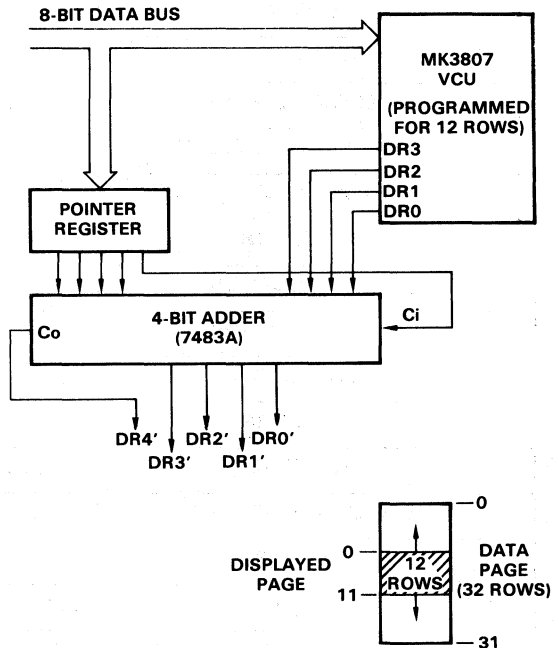 8-BIT DATA BUS
MK3807
VCU
(PROGRAMMED
FOR 12 ROWS)
DR3
DR2
DR1
DR0
POINTER
REGISTER
Ci
Co
4-BIT ADDER
(7483A)
DR4'
DR3'
DR2'
DR1'
DR0'
0
DISPLAYED
PAGE
0
11
12
ROWS
DATA
PAGE
(32 ROWS)
31